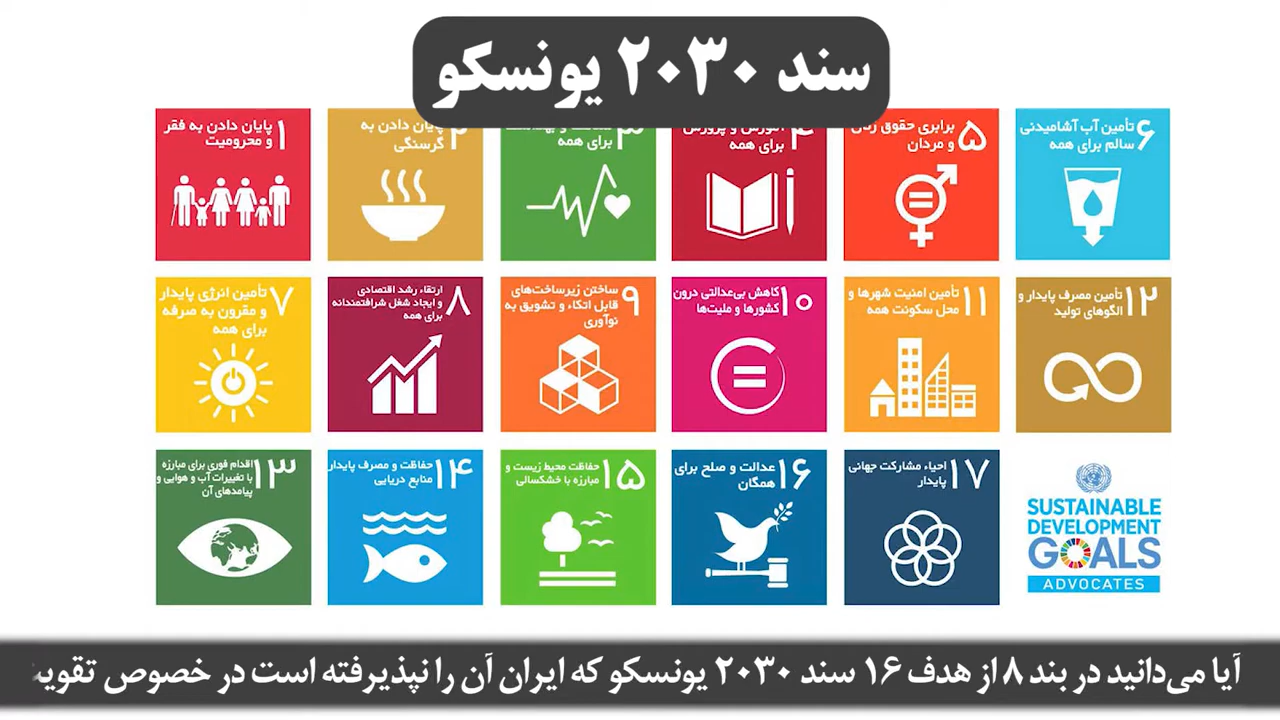 سند ۲۰۳۰ یونسکو
۱ پایان دادن به فقر
و محرومیت
۲ پایان دادن به
گرسنگی
۳
برای همه
۴ آموزش و پرورش
برای همه
۵ برابری حقوق زنان
و مردان
۶ تأمین آب آشامیدنی
سالم برای همه
۷ تأمین انرژی پایدار
و مقرون به صرفه
برای همه
۸ ارتقاء رشد اقتصادی
و ایجاد شغل شرافتمندانه
برای همه
۹ ساختن زیرساخت‌های
قابل اتکاء و تشویق به
نوآوری
۱۰ کاهش بی‌عدالتی درون
کشورها و ملیت‌ها
۱۱ تأمین امنیت شهرها و
محل سکونت همه
۱۲ تأمین مصرف پایدار و
الگوهای تولید
۱۳ اقدام فوری برای مبارزه
با تغییرات آب و هوایی و
پیامدهای آن
۱۴ حفاظت و مصرف پایدار
منابع دریایی
۱۵ حفاظت محیط زیست و
مبارزه با خشکسالی
۱۶ عدالت و صلح برای
همگان
۱۷ احیاء مشارکت جهانی
پایدار
SUSTAINABLE
DEVELOPMENT
GOALS
ADVOCATES
آیا می‌دانید در بند ۸ از هدف ۱۶ سند ۲۰۳۰ یونسکو که ایران آن را نپذیرفته است در خصوص